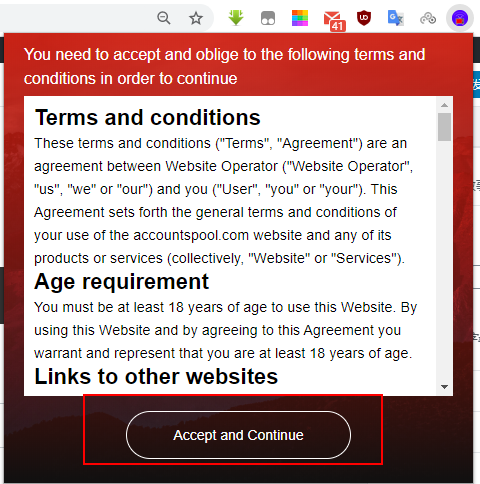 41
You need to accept and oblige to the following terms and
conditions in order to continue
Terms and conditions
These terms and conditions ("Terms", "Agreement") are an
agreement between Website Operator ("Website Operator",
"us", "we" or "our") and you ("User", "you" or "your"). This
Agreement sets forth the general terms and conditions of
your use of the accountspool.com website and any of its
products or services (collectively, "Website" or "Services").
Age requirement
You must be at least 18 years of age to use this Website. By
using this Website and by agreeing to this Agreement you
warrant and represent that you are at least 18 years of age.
Links to other websites
Accept and Continue